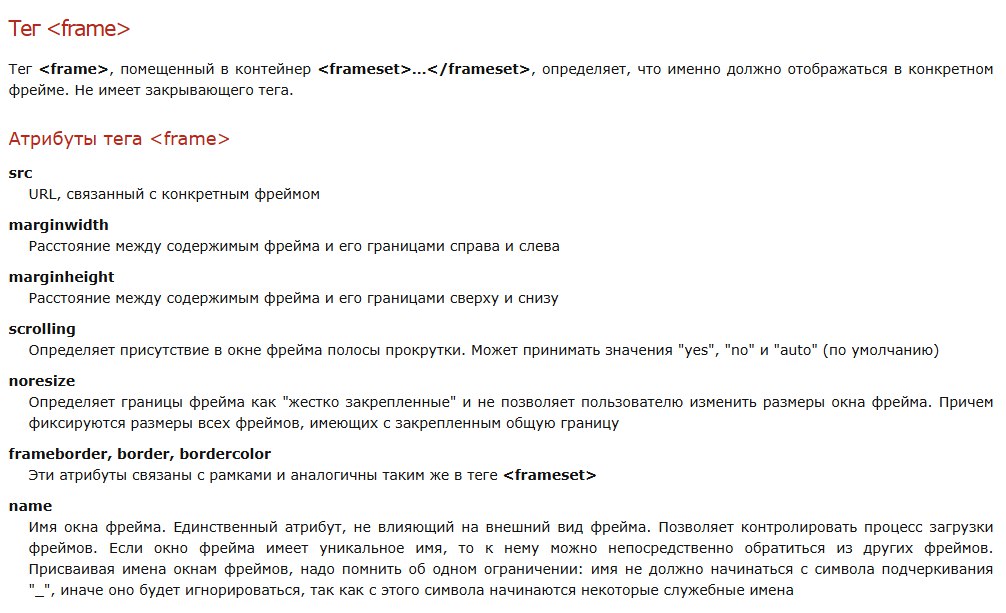 Тег <frame>
Тег <frame>, помещенный в контейнер <frameset>...</frameset>, определяет, что именно должно отображаться в конкретном
фрейме. Не имеет закрывающего тега.
Атрибуты тега <frame>
src
URL, связанный с конкретным фреймом
marginwidth
Расстояние между содержимым фрейма и его границами справа и слева
marginheight
Расстояние между содержимым фрейма и его границами сверху и снизу
scrolling
Определяет присутствие в окне фрейма полосы прокрутки. Может принимать значения "yes", "no" и "auto" (по умолчанию)
noresize
Определяет границы фрейма как "жестко закрепленные" и не позволяет пользователю изменить размеры окна фрейма. Причем
фиксируются размеры всех фреймов, имеющих с закрепленным общую границу
frameborder, border, bordercolor
Эти атрибуты связаны с рамками и аналогичны таким же в теге <frameset>
name
Имя окна фрейма. Единственный атрибут, не влияющий на внешний вид фрейма. Позволяет контролировать процесс загрузки
фреймов. Если окно фрейма имеет уникальное имя, то к нему можно непосредственно обратиться из других фреймов.
Присваивая имена окнам фреймов, надо помнить об одном ограничении: имя не должно начинаться с символа подчеркивания
"_", иначе оно будет игнорироваться, так как с этого символа начинаются некоторые служебные имена